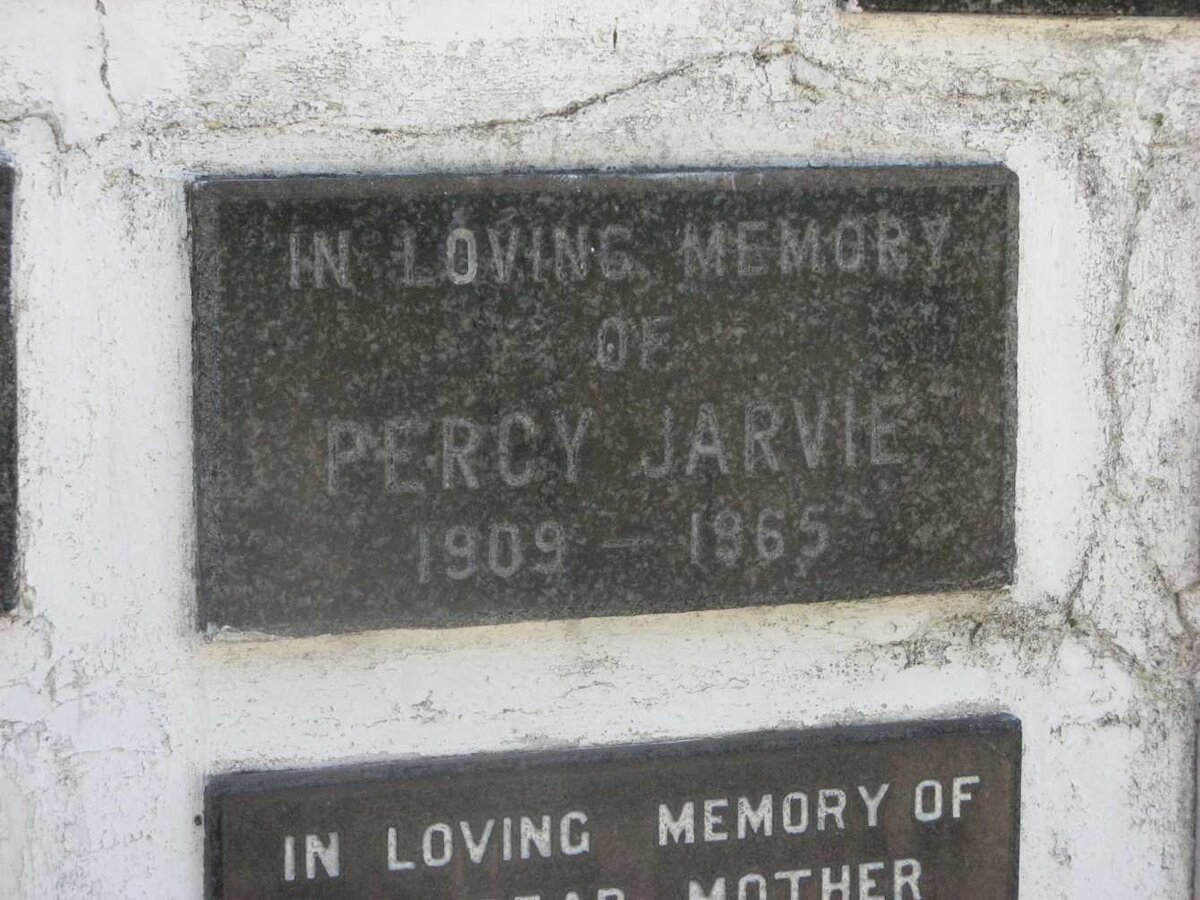 IN LOVING MEMORY
OF
PERCY JARVIE
1909 – 1965
IN LOVING MEMORY OF
MOTHER